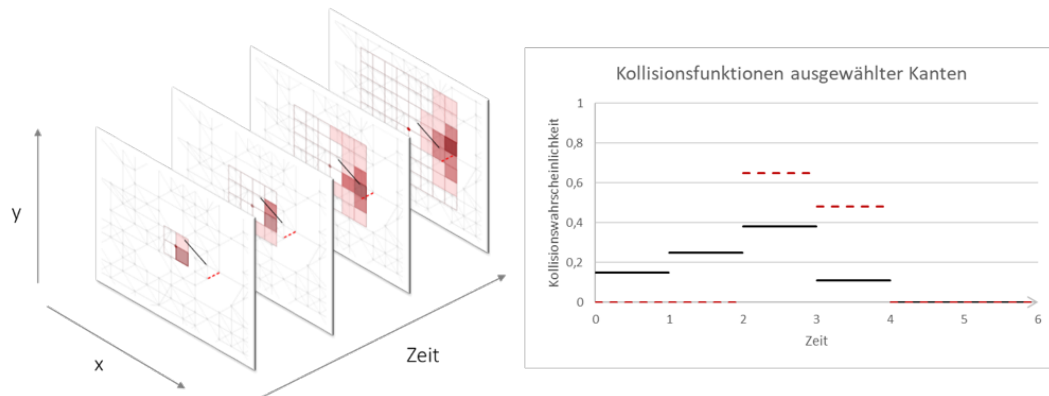 y
x
Zeit
Kollisionsfunktionen ausgewählter Kanten
Kollisionswahrscheinlichkeit
1
0,8
0,6
0,4
0,2
0
0 1 2 3 4 5 6
Zeit